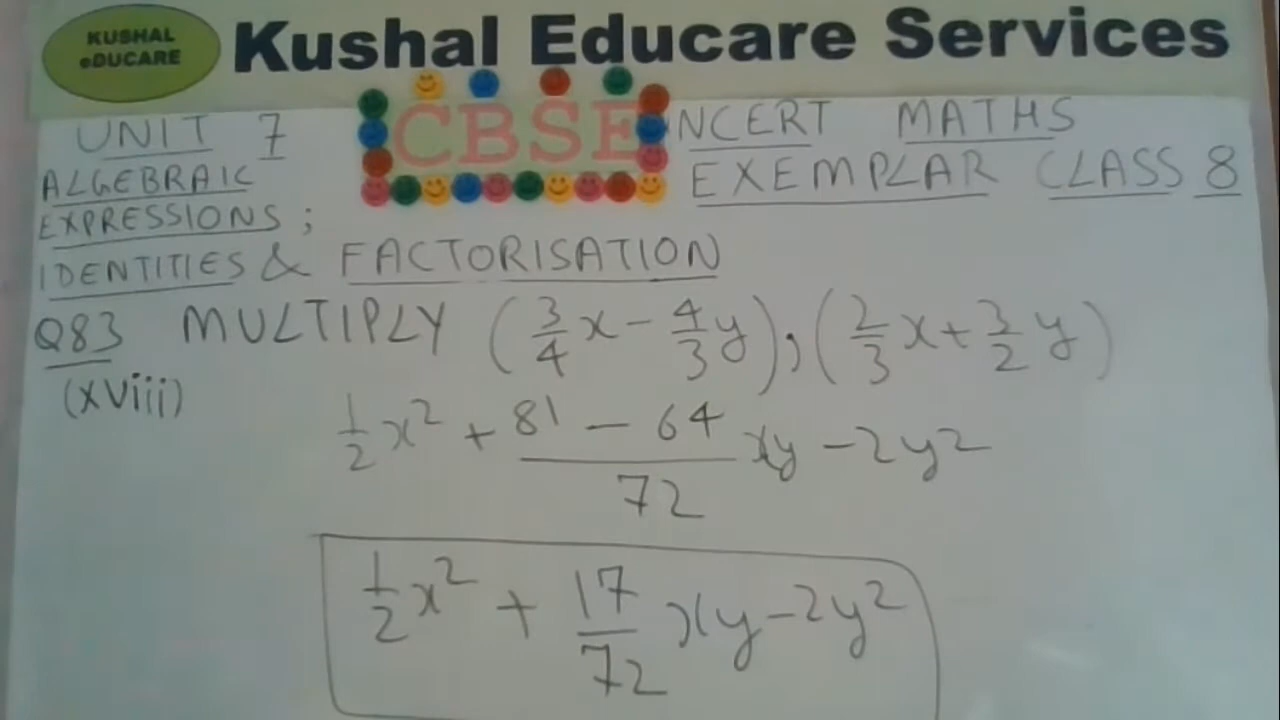 KUSHAL
eDUCARE
Kushal Educare Services
CBSE
UNIT 7
ALGEBRAIC
EXPRESSIONS ;
IDENTITIES & FACTORISATION
NCERT MATHS
EXEMPLAR CLASS 8
Q83 MULTIPLY (3/4 x - 4/3 y) ; (2/3 x + 3/2 y)
(xviii)
1/2 x² + 81 - 64/72 xy - 2y²
1/2 x² + 17/72 xy - 2y²